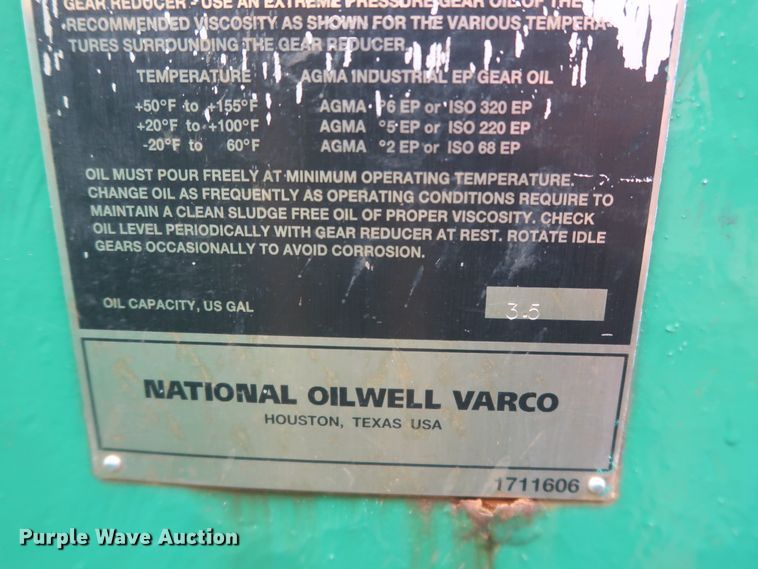 GEAR REDUCER - USE AN EXTREME PRESSURE GEAR OIL OF THE
RECOMMENDED VISCOSITY AS SHOWN FOR THE VARIOUS TEMPERA-
TURES SURROUNDING THE GEAR REDUCER.
TEMPERATURE AGMA INDUSTRIAL EP GEAR OIL
+50°F to +155°F AGMA °6 EP or ISO 320 EP
+20°F to +100°F AGMA °5 EP or ISO 220 EP
-20°F to 60°F AGMA °2 EP or ISO 68 EP
OIL MUST POUR FREELY AT MINIMUM OPERATING TEMPERATURE.
CHANGE OIL AS FREQUENTLY AS OPERATING CONDITIONS REQUIRE TO
MAINTAIN A CLEAN SLUDGE FREE OIL OF PROPER VISCOSITY. CHECK
OIL LEVEL PERIODICALLY WITH GEAR REDUCER AT REST. ROTATE IDLE
GEARS OCCASIONALLY TO AVOID CORROSION.
OIL CAPACITY, US GAL 3.5
NATIONAL OILWELL VARCO
HOUSTON, TEXAS USA
1711606
Purple Wave Auction